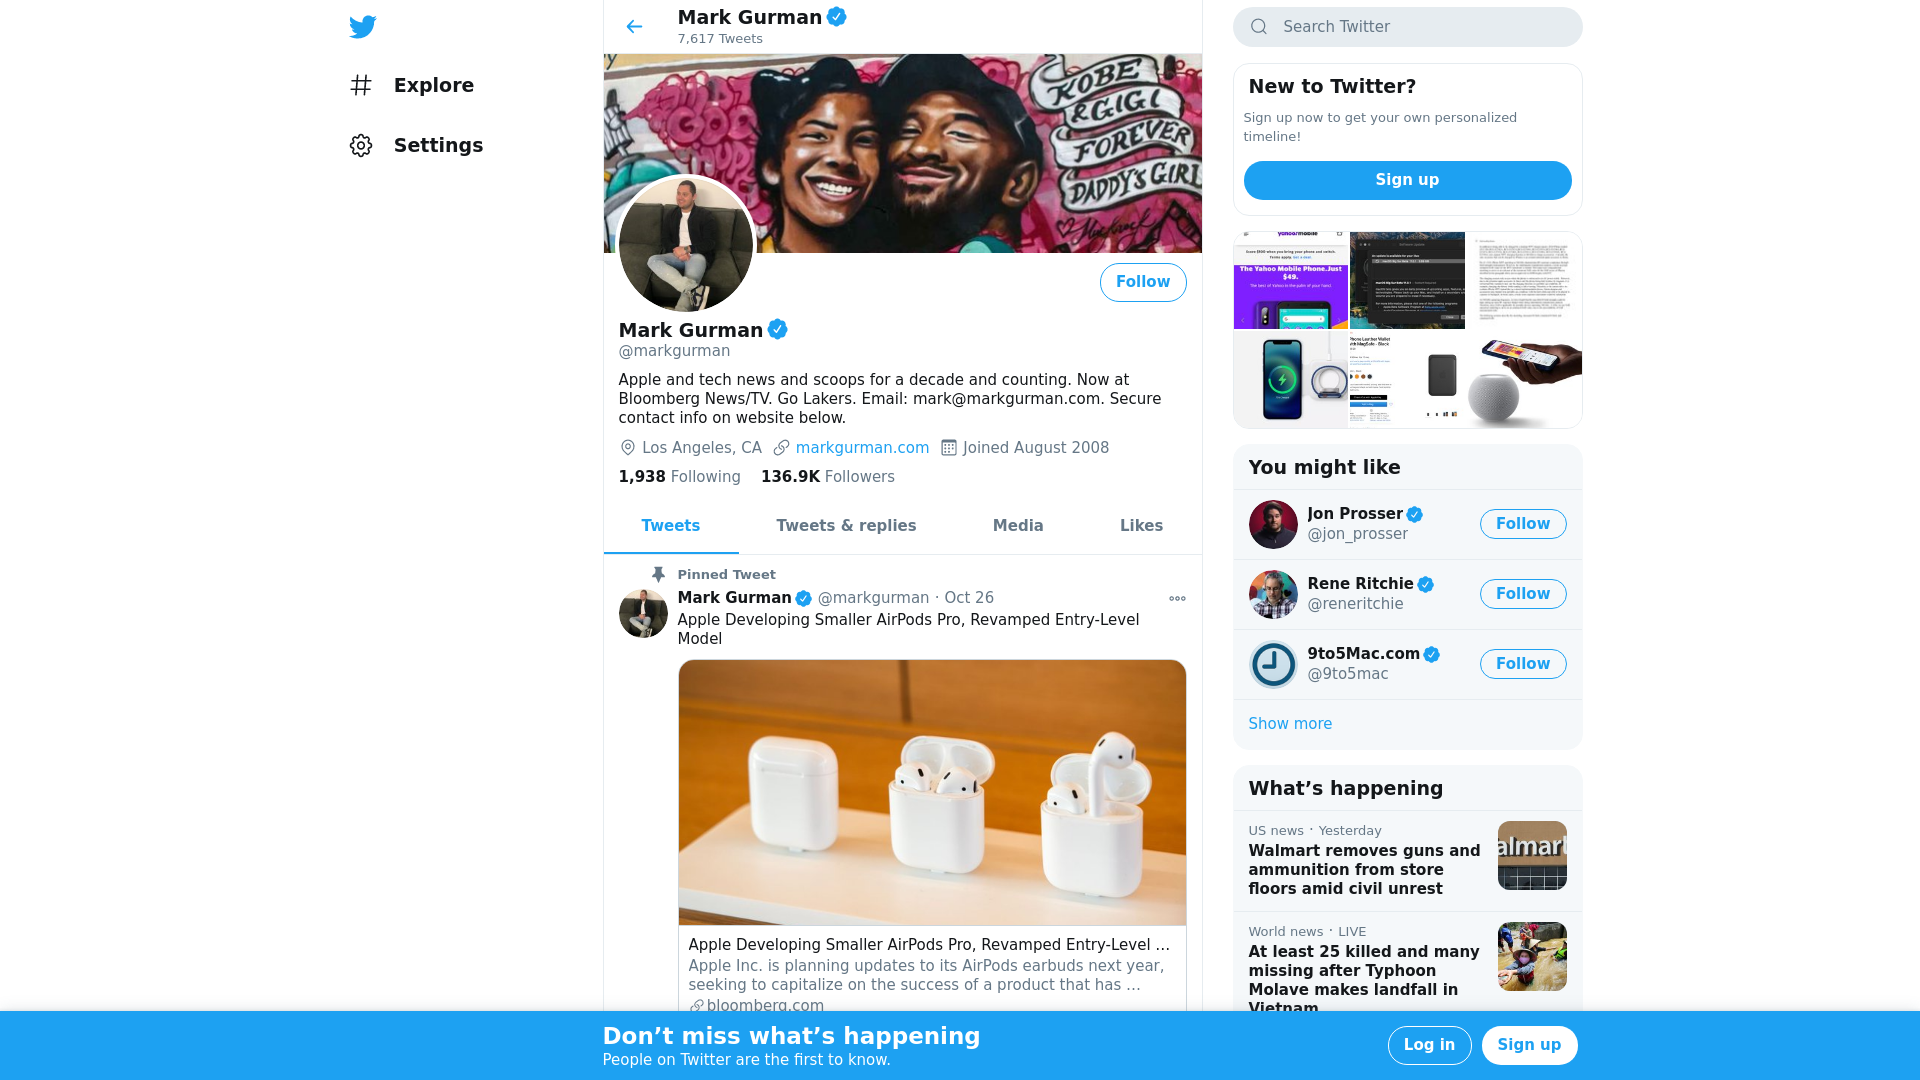 Explore
Settings
Mark Gurman
7,617 Tweets
KOBE
& GIGI
FOREVER
DADDY'S GIRL
Follow
Mark Gurman
@markgurman
Apple and tech news and scoops for a decade and counting. Now at
Bloomberg News/TV. Go Lakers. Email: mark@markgurman.com. Secure
contact info on website below.
Los Angeles, CA markgurman.com Joined August 2008
1,938 Following 136.9K Followers
Tweets Tweets & replies Media Likes
Pinned Tweet
Mark Gurman @markgurman · Oct 26
Apple Developing Smaller AirPods Pro, Revamped Entry-Level
Model
Apple Developing Smaller AirPods Pro, Revamped Entry-Level …
Apple Inc. is planning updates to its AirPods earbuds next year,
seeking to capitalize on the success of a product that has …
bloomberg.com
Search Twitter
New to Twitter?
Sign up now to get your own personalized
timeline!
Sign up
yahoo!mobile
The Yahoo Mobile Phone. Just
$49.
You might like
Jon Prosser
@jon_prosser
Follow
Rene Ritchie
@reneritchie
Follow
9to5Mac.com
@9to5mac
Follow
Show more
What’s happening
US news · Yesterday
Walmart removes guns and
ammunition from store
floors amid civil unrest
almart
World news · LIVE
At least 25 killed and many
missing after Typhoon
Molave makes landfall in
Vietnam
Don’t miss what’s happening
People on Twitter are the first to know.
Log in
Sign up